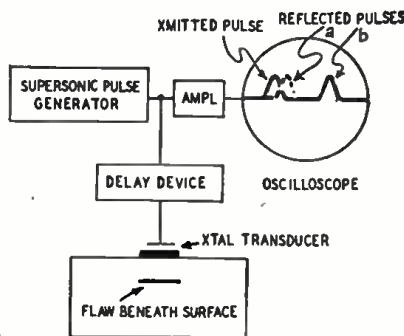 XMITTED PULSE
REFLECTED PULSES
a
b
SUPERSONIC PULSE
GENERATOR
AMPL
DELAY DEVICE
OSCILLOSCOPE
XTAL TRANSDUCER
FLAW BENEATH SURFACE